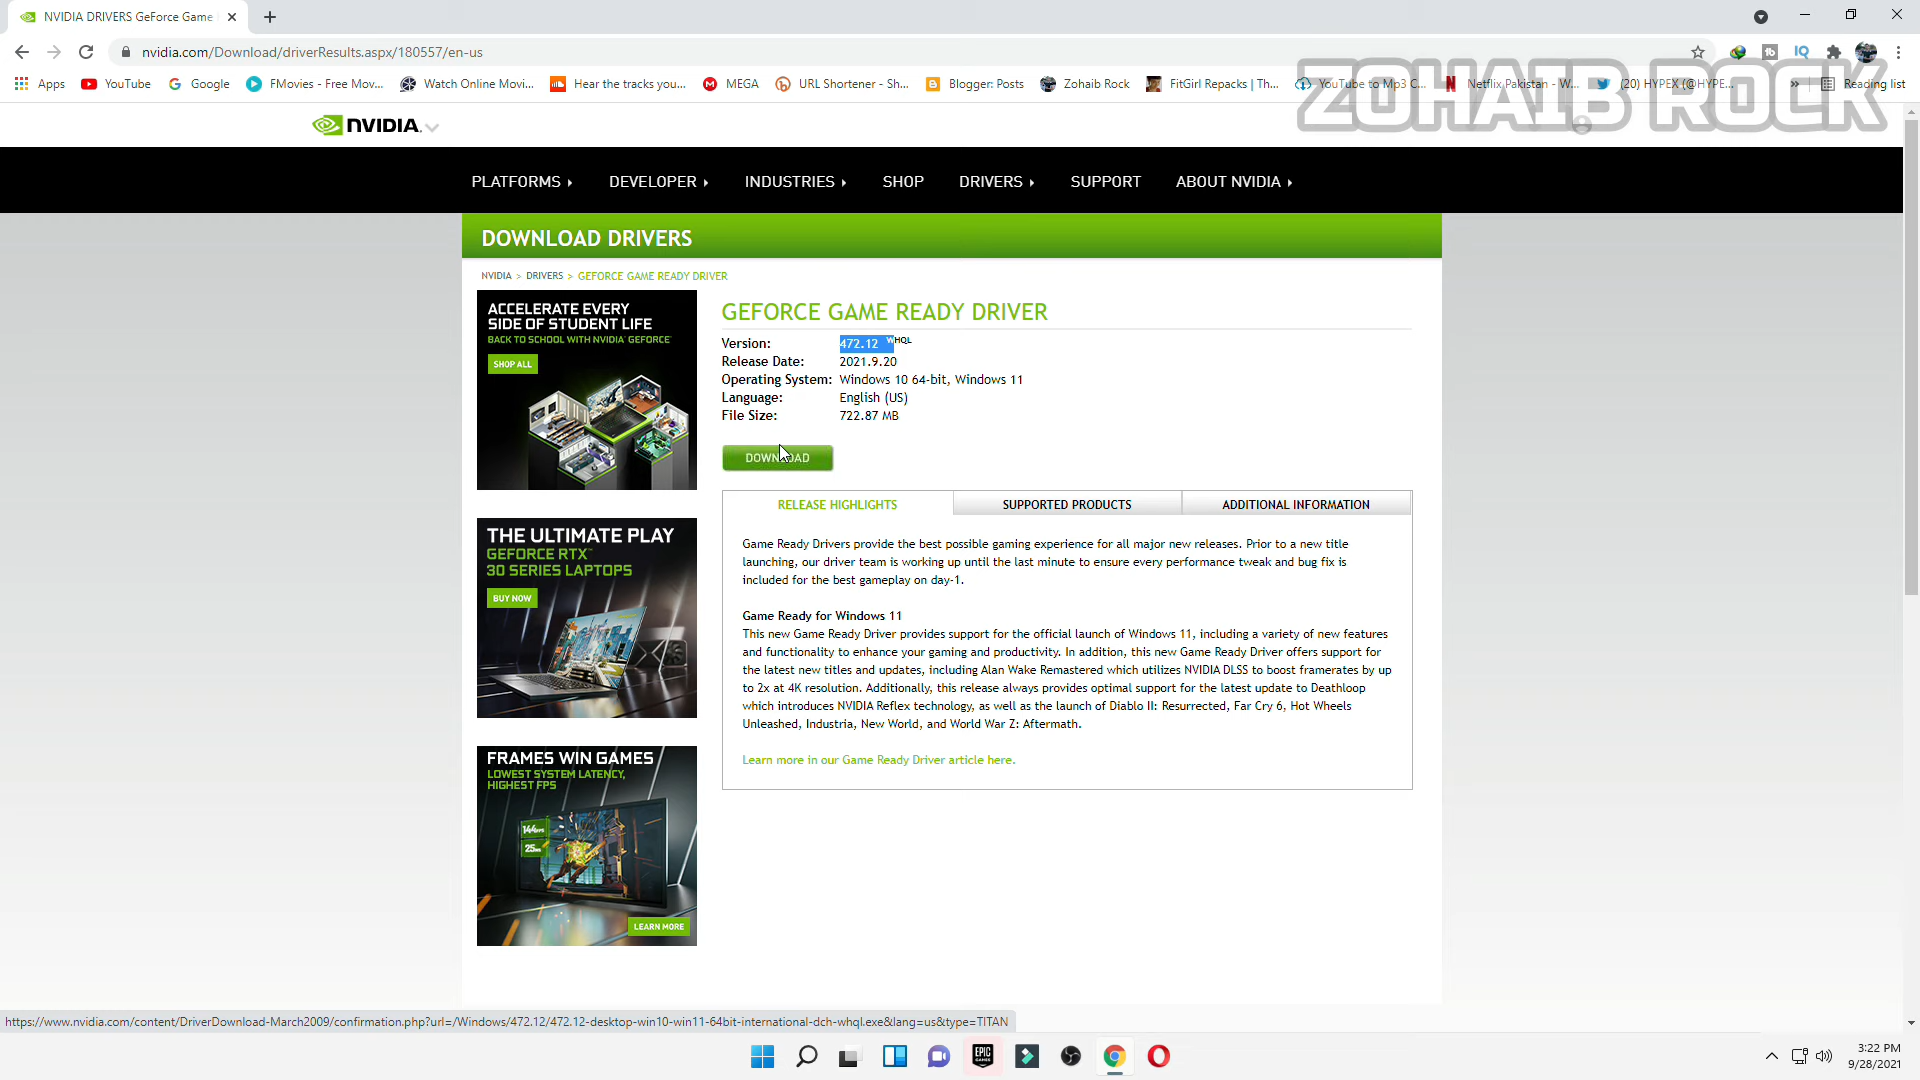 NVIDIA DRIVERS GeForce Game
nvidia.com/Download/driverResults.aspx/180557/en-us
Apps YouTube Google FMovies - Free Mov... Watch Online Movi... Hear the tracks you... MEGA URL Shortener - Sh... Blogger: Posts Zohaib Rock FitGirl Repacks | Th... YouTube to Mp3 C... Netflix Pakistan - W... (20) HYPEX (@HYPE... » Reading list
ZOHAIB ROCK
NVIDIA.
PLATFORMS DEVELOPER INDUSTRIES SHOP DRIVERS SUPPORT ABOUT NVIDIA
DOWNLOAD DRIVERS
NVIDIA > DRIVERS > GEFORCE GAME READY DRIVER
ACCELERATE EVERY
SIDE OF STUDENT LIFE
BACK TO SCHOOL WITH NVIDIA GEFORCE
SHOP ALL
THE ULTIMATE PLAY
GEFORCE RTX™
30 SERIES LAPTOPS
BUY NOW
FRAMES WIN GAMES
LOWEST SYSTEM LATENCY,
HIGHEST FPS
144FPS
25ms
LEARN MORE
GEFORCE GAME READY DRIVER
Version: 472.12 WHQL
Release Date: 2021.9.20
Operating System: Windows 10 64-bit, Windows 11
Language: English (US)
File Size: 722.87 MB
DOWNLOAD
RELEASE HIGHLIGHTS SUPPORTED PRODUCTS ADDITIONAL INFORMATION
Game Ready Drivers provide the best possible gaming experience for all major new releases. Prior to a new title
launching, our driver team is working up until the last minute to ensure every performance tweak and bug fix is
included for the best gameplay on day-1.
Game Ready for Windows 11
This new Game Ready Driver provides support for the official launch of Windows 11, including a variety of new features
and functionality to enhance your gaming and productivity. In addition, this new Game Ready Driver offers support for
the latest new titles and updates, including Alan Wake Remastered which utilizes NVIDIA DLSS to boost framerates by up
to 2x at 4K resolution. Additionally, this release always provides optimal support for the latest update to Deathloop
which introduces NVIDIA Reflex technology, as well as the launch of Diablo II: Resurrected, Far Cry 6, Hot Wheels
Unleashed, Industria, New World, and World War Z: Aftermath.
Learn more in our Game Ready Driver article here.
https://www.nvidia.com/content/DriverDownload-March2009/confirmation.php?url=/Windows/472.12/472.12-desktop-win10-win11-64bit-international-dch-whql.exe&lang=us&type=TITAN
EPIC
GAMES
3:22 PM
9/28/2021